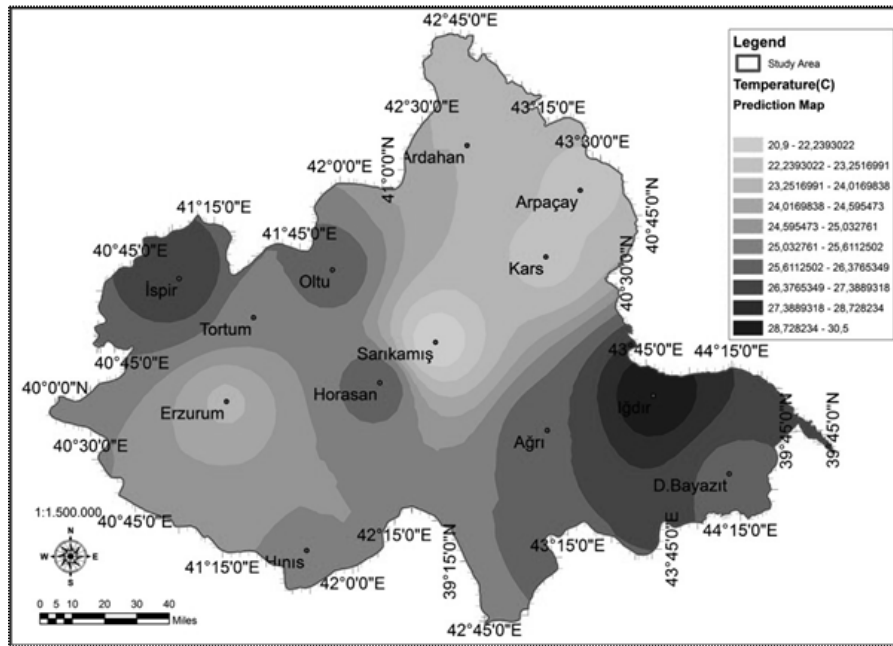 42°45'0"E
Legend
Study Area
Temperature(C)
Prediction Map
20,9 - 22,2393022
22,2393022 - 23,2516991
23,2516991 - 24,0169838
24,0169838 - 24,595473
24,595473 - 25,032761
25,032761 - 25,6112502
25,6112502 - 26,3765349
26,3765349 - 27,3889318
27,3889318 - 28,728234
28,728234 - 30,5
42°30'0"E
43°15'0"E
43°30'0"E
Ardahan
42°0'0"E
41°0'0"N
41°15'0"E
Arpaçay
40°45'0"N
41°45'0"E
40°45'0"E
Kars
40°30'0"N
Oltu
İspir
Tortum
Sarıkamış
43°45'0"E
44°15'0"E
40°45'0"E
40°0'0"N
Horasan
Iğdır
Erzurum
39°45'0"N
39°45'0"N
40°30'0"E
Ağrı
D.Bayazıt
1:1.500.000
N
W
E
S
40°45'0"E
42°15'0"E
44°15'0"E
41°15'0"E
Hınıs
42°0'0"E
39°15'0"N
43°15'0"E
43°45'0"E
42°45'0"E
0 5 10 20 30 40
Miles